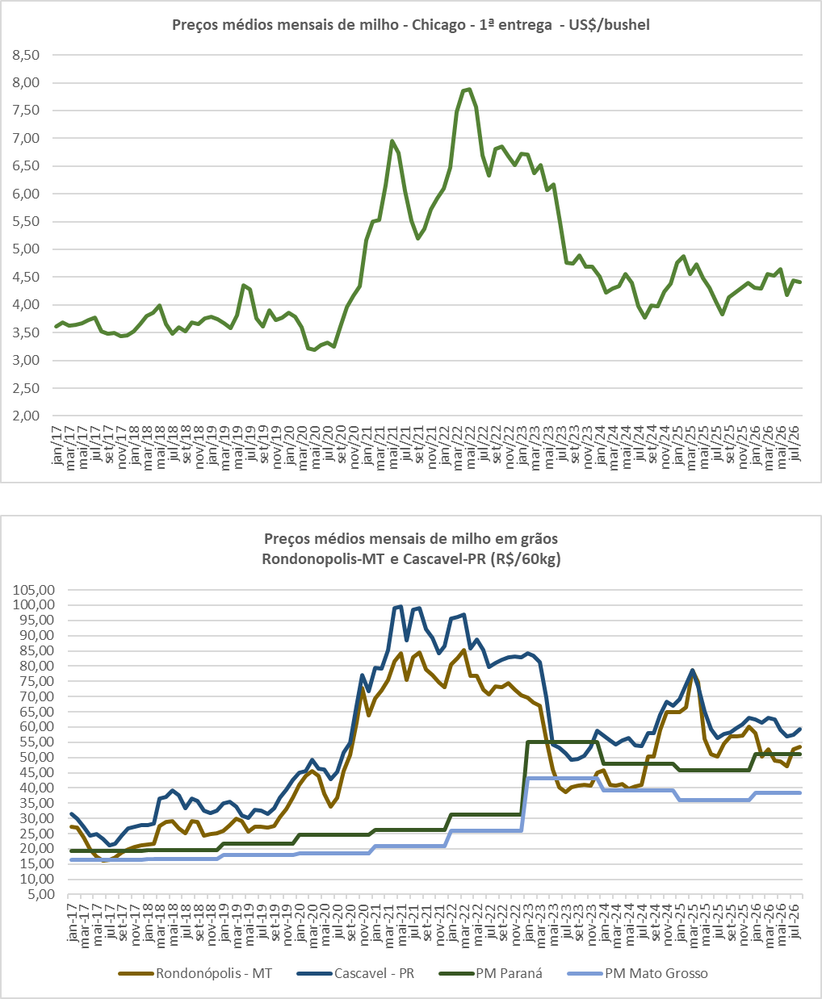 Preços médios mensais de milho - Chicago - 1ª entrega - US$/bushel
8,50
8,00
7,50
7,00
6,50
6,00
5,50
5,00
4,50
4,00
3,50
3,00
2,50
2,00
jan/17
mar/17
mai/17
jul/17
set/17
nov/17
jan/18
mar/18
mai/18
jul/18
set/18
nov/18
jan/19
mar/19
mai/19
jul/19
set/19
nov/19
jan/20
mar/20
mai/20
jul/20
set/20
nov/20
jan/21
mar/21
mai/21
jul/21
set/21
nov/21
jan/22
mar/22
mai/22
jul/22
set/22
nov/22
jan/23
mar/23
mai/23
jul/23
set/23
nov/23
jan/24
mar/24
mai/24
jul/24
set/24
nov/24
jan/25
mar/25
mai/25
jul/25
set/25
nov/25
jan/26
mar/26
mai/26
jul/26
Preços médios mensais de milho em grãos
Rondonopolis-MT e Cascavel-PR (R$/60kg)
105,00
100,00
95,00
90,00
85,00
80,00
75,00
70,00
65,00
60,00
55,00
50,00
45,00
40,00
35,00
30,00
25,00
20,00
15,00
10,00
5,00
jan-17
mar-17
mai-17
jul-17
set-17
nov-17
jan-18
mar-18
mai-18
jul-18
set-18
nov-18
jan-19
mar-19
mai-19
jul-19
set-19
nov-19
jan-20
mar-20
mai-20
jul-20
set-20
nov-20
jan-21
mar-21
mai-21
jul-21
set-21
nov-21
jan-22
mar-22
mai-22
jul-22
set-22
nov-22
jan-23
mar-23
mai-23
jul-23
set-23
nov-23
jan-24
mar-24
mai-24
jul-24
set-24
nov-24
jan-25
mar-25
mai-25
jul-25
set-25
nov-25
jan-26
mar-26
mai-26
jul-26
Rondonópolis - MT
Cascavel - PR
PM Paraná
PM Mato Grosso